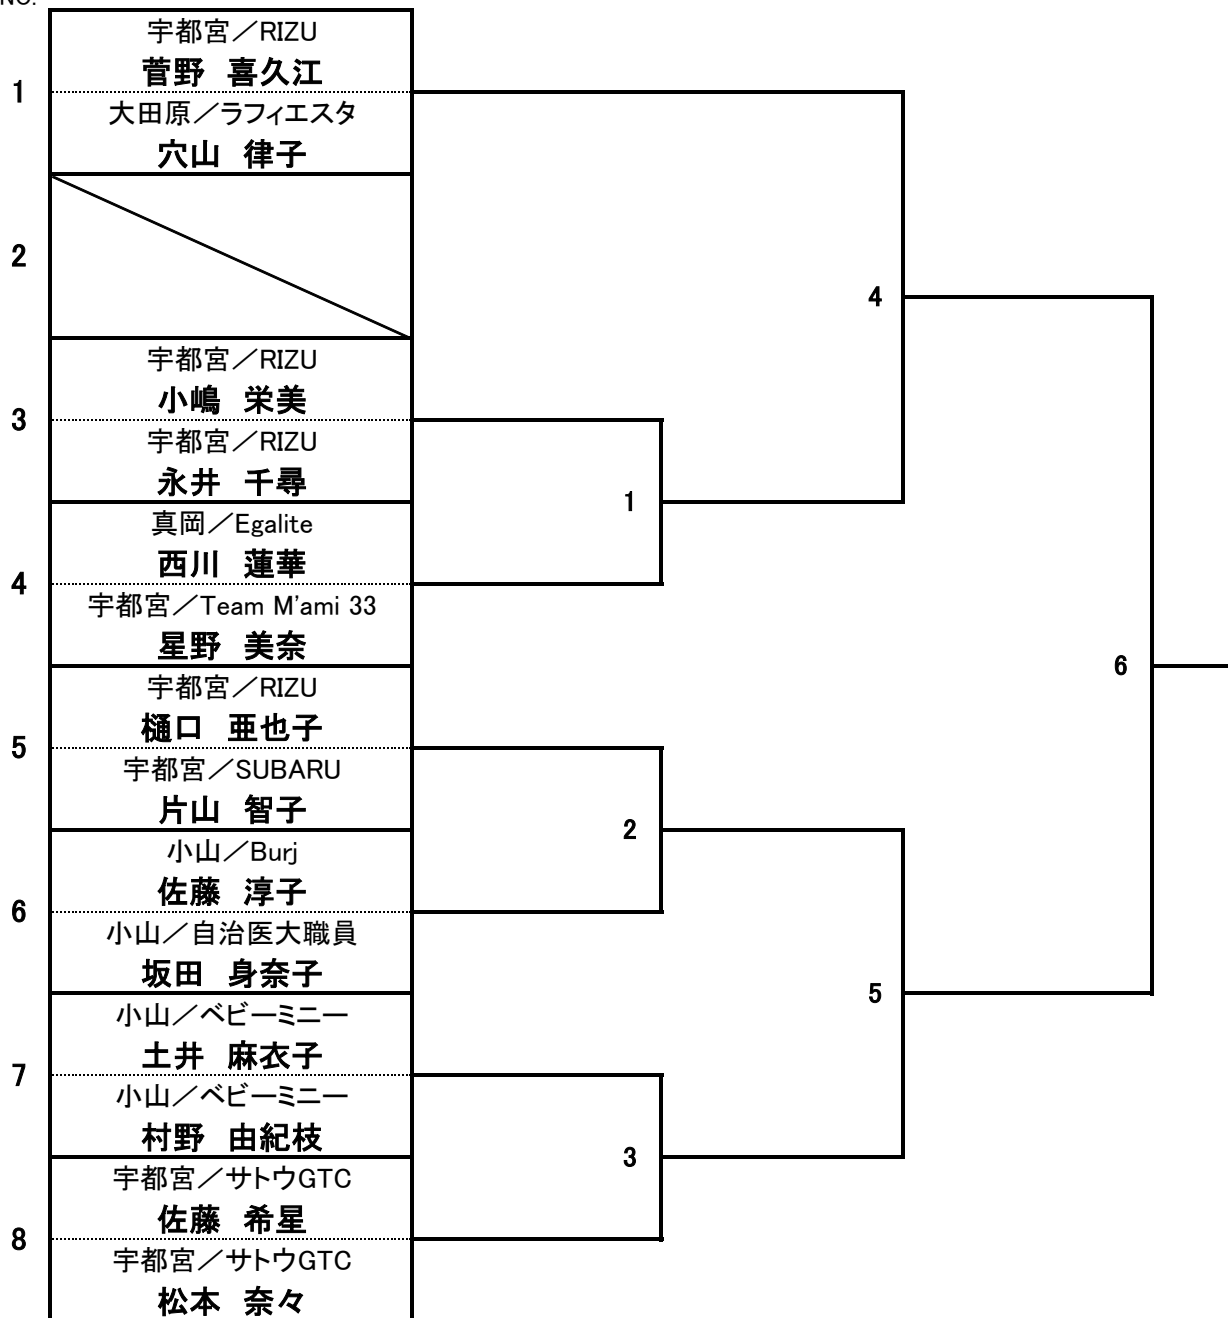 NO.
宇都宮／RIZU
菅野　喜久江
1
大田原／ラフィエスタ
穴山　律子
2
4
宇都宮／RIZU
小嶋　栄美
3
宇都宮／RIZU
永井　千尋
1
真岡／Egalite
西川　蓮華
4
宇都宮／Team M'ami 33
星野　美奈
6
宇都宮／RIZU
樋口　亜也子
5
宇都宮／SUBARU
片山　智子
2
小山／Burj
佐藤　淳子
6
小山／自治医大職員
坂田　身奈子
5
小山／ベビーミニー
土井　麻衣子
7
小山／ベビーミニー
村野　由紀枝
3
宇都宮／サトウGTC
佐藤　希星
8
宇都宮／サトウGTC
松本　奈々